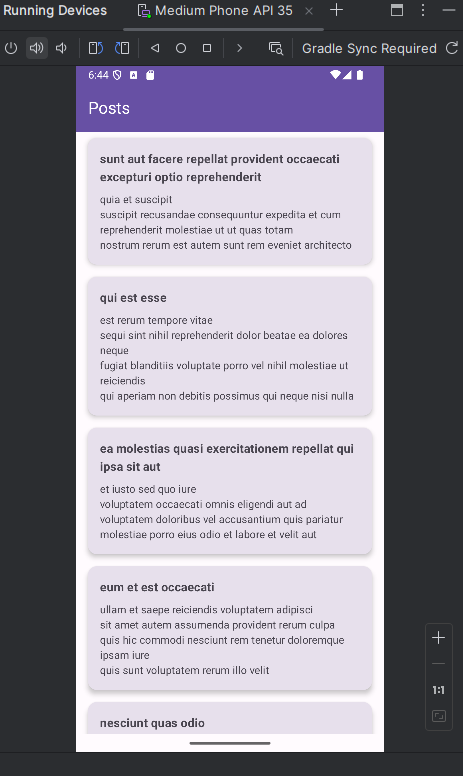 Running Devices
Medium Phone API 35
Gradle Sync Required
6:44
Posts
sunt aut facere repellat provident occaecati
excepturi optio reprehenderit
quia et suscipit
suscipit recusandae consequuntur expedita et cum
reprehenderit molestiae ut ut quas totam
nostrum rerum est autem sunt rem eveniet architecto
qui est esse
est rerum tempore vitae
sequi sint nihil reprehenderit dolor beatae ea dolores
neque
fugiat blanditiis voluptate porro vel nihil molestiae ut
reiciendis
qui aperiam non debitis possimus qui neque nisi nulla
ea molestias quasi exercitationem repellat qui
ipsa sit aut
et iusto sed quo iure
voluptatem occaecati omnis eligendi aut ad
voluptatem doloribus vel accusantium quis pariatur
molestiae porro eius odio et labore et velit aut
eum et est occaecati
ullam et saepe reiciendis voluptatem adipisci
sit amet autem assumenda provident rerum culpa
quis hic commodi nesciunt rem tenetur doloremque
ipsam iure
quis sunt voluptatem rerum illo velit
1:1
nesciunt quas odio